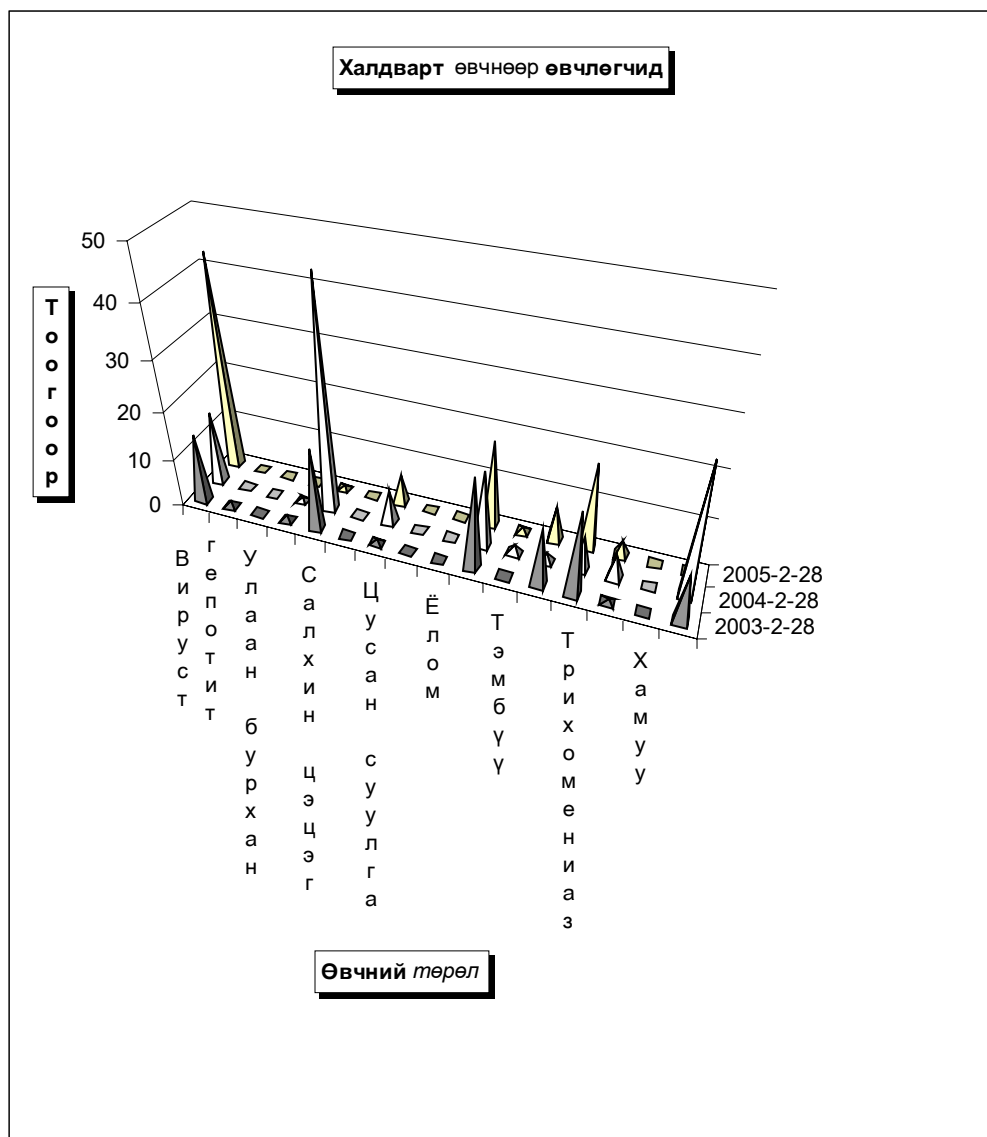 Халдварт өвчнөөр өвчлөгчид
50
40
30
20
10
0
Тоогоор
2005-2-28
2004-2-28
2003-2-28
Вируст
гепотит
Улаан бурхан
Салхин цэцэг
Цусан суулга
Ёлом
Тэмбүү
Трихомениаз
Хамуу
Өвчний төрөл